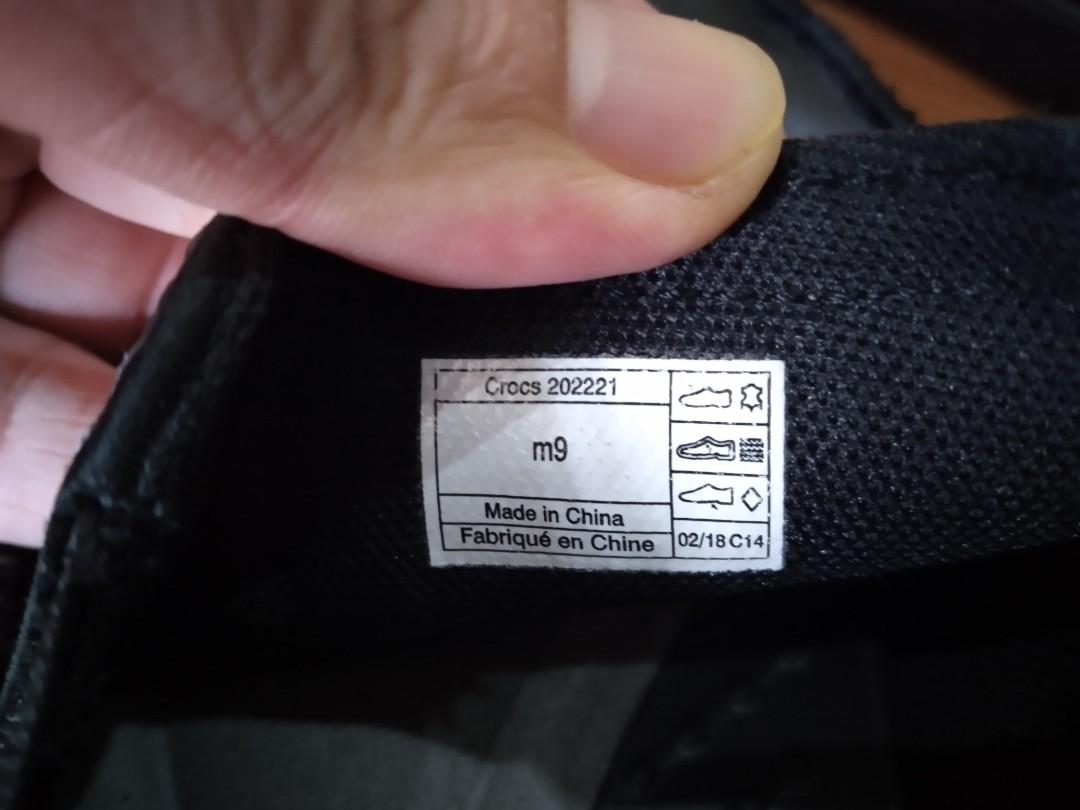 Crocs 202221
m9
Made in China
Fabriqué en Chine
02/18 C14